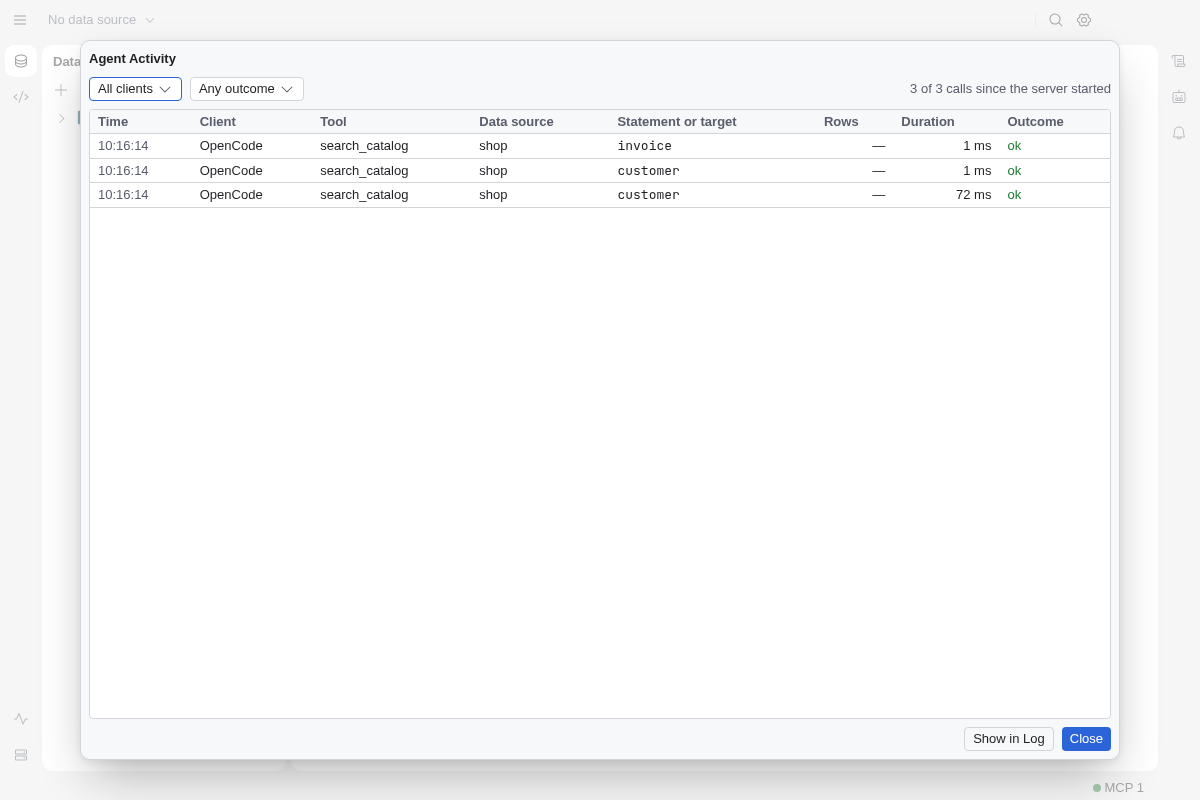 No data source
Data
Agent Activity
All clients
Any outcome
3 of 3 calls since the server started
Time Client Tool Data source Statement or target Rows Duration Outcome
10:16:14 OpenCode search_catalog shop invoice — 1 ms ok
10:16:14 OpenCode search_catalog shop customer — 1 ms ok
10:16:14 OpenCode search_catalog shop customer — 72 ms ok
Show in Log
Close
MCP 1